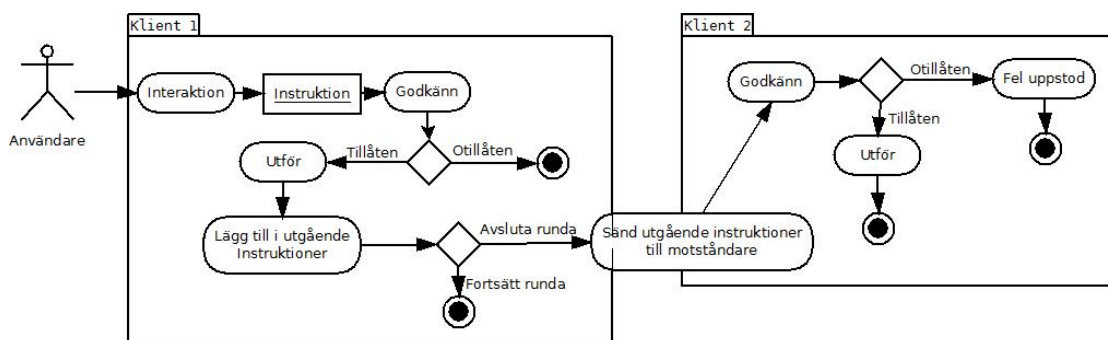 Klient 1
Användare
Interaktion
Instruktion
Godkänn
Tillåten
Otillåten
Utför
Lägg till i utgående
Instruktioner
Avsluta runda
Fortsätt runda
Sänd utgående instruktioner
till motståndare
Klient 2
Godkänn
Otillåten
Fel uppstod
Tillåten
Utför